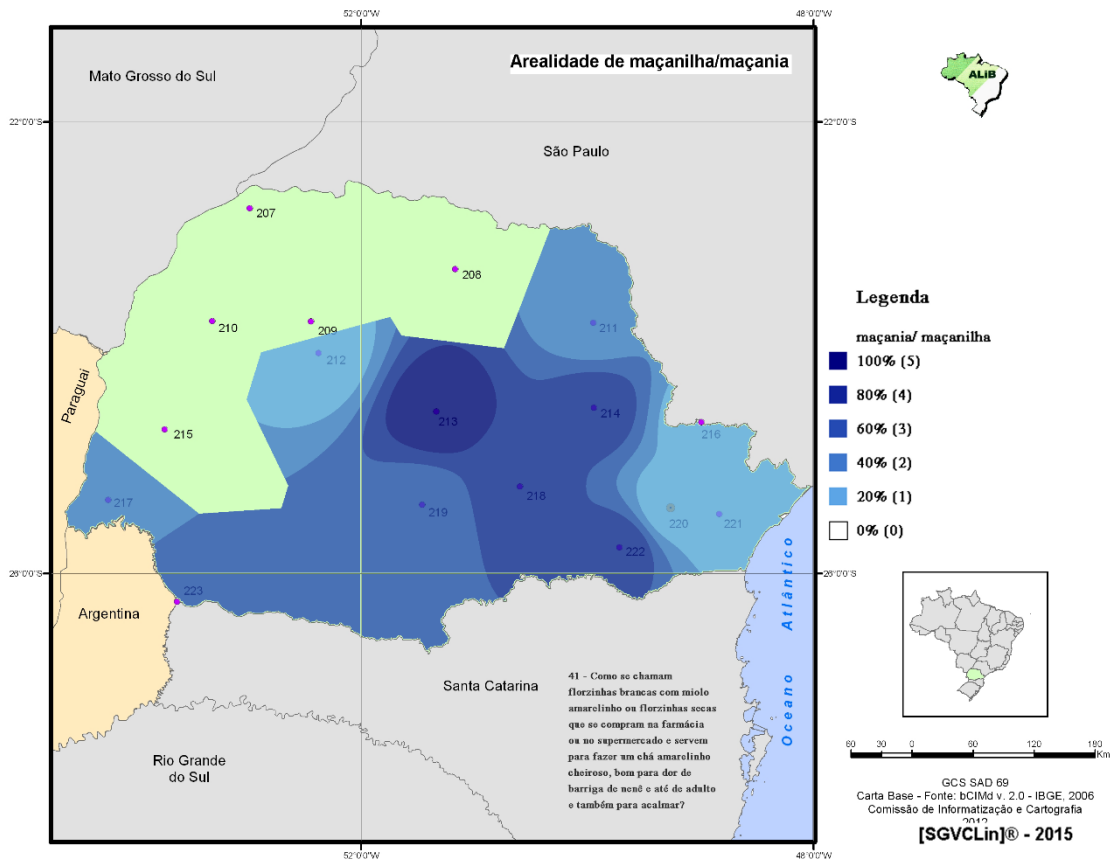 52°0'0"W
48°0'0"W
Arealidade de maçanilha/maçania
Mato Grosso do Sul
ALiB
22°0'0"S
22°0'0"S
São Paulo
207
208
210
209
211
212
213
214
215
216
217
218
219
220
221
222
223
Paraguai
Argentina
26°0'0"S
26°0'0"S
Oceano Atlântico
Santa Catarina
Rio Grande
do Sul
41 - Como se chamam
florzinhas brancas com miolo
amarelinho ou florzinhas secas
que se compram na farmácia
ou no supermercado e servem
para fazer um chá amarelinho
cheiroso, bom para dor de
barriga de nenê e até de adulto
e também para acalmar?
Legenda
maçania/ maçanilha
100% (5)
80% (4)
60% (3)
40% (2)
20% (1)
0% (0)
60 30 0 60 120 180
Km
GCS SAD 69
Carta Base - Fonte: bCIMd v. 2.0 - IBGE, 2006
Comissão de Informatização e Cartografia
2012
[SGVCLin]® - 2015
52°0'0"W
48°0'0"W